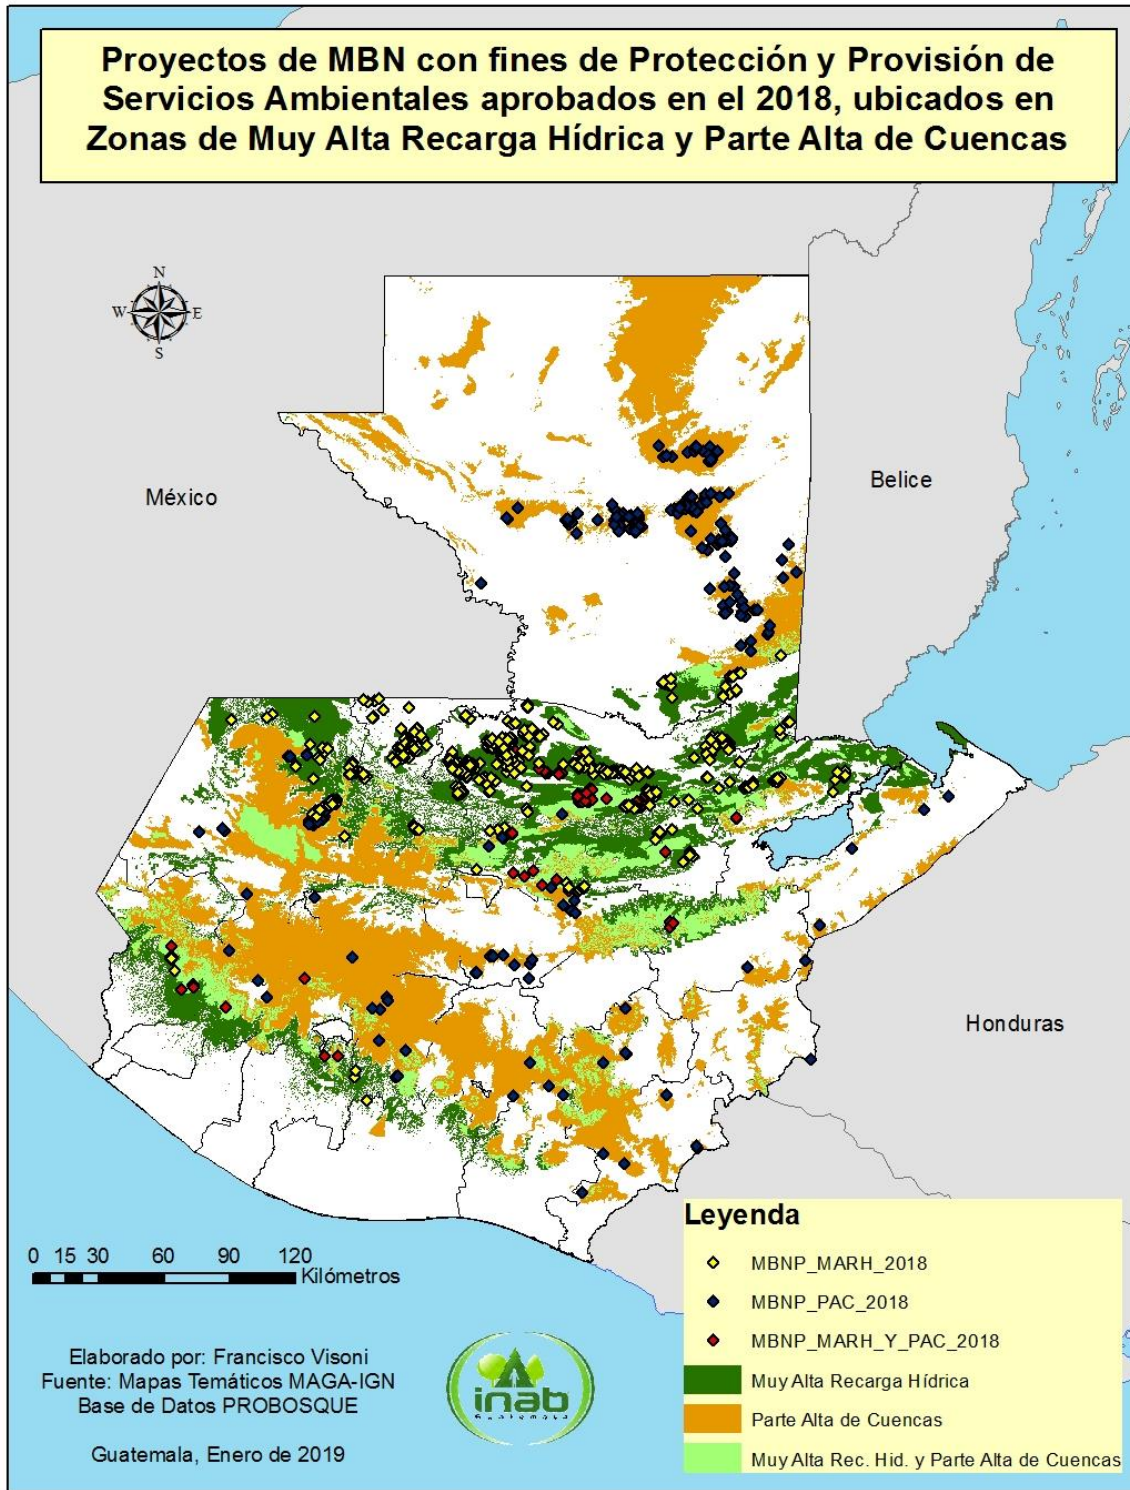 Proyectos de MBN con fines de Protección y Provisión de
Servicios Ambientales aprobados en el 2018, ubicados en
Zonas de Muy Alta Recarga Hídrica y Parte Alta de Cuencas
N
W E
S
México
Belice
Honduras
0 15 30 60 90 120
Kilómetros
Elaborado por: Francisco Visoni
Fuente: Mapas Temáticos MAGA-IGN
Base de Datos PROBOSQUE
Guatemala, Enero de 2019
inab
Guatemala
Leyenda
MBNP_MARH_2018
MBNP_PAC_2018
MBNP_MARH_Y_PAC_2018
Muy Alta Recarga Hídrica
Parte Alta de Cuencas
Muy Alta Rec. Hid. y Parte Alta de Cuencas